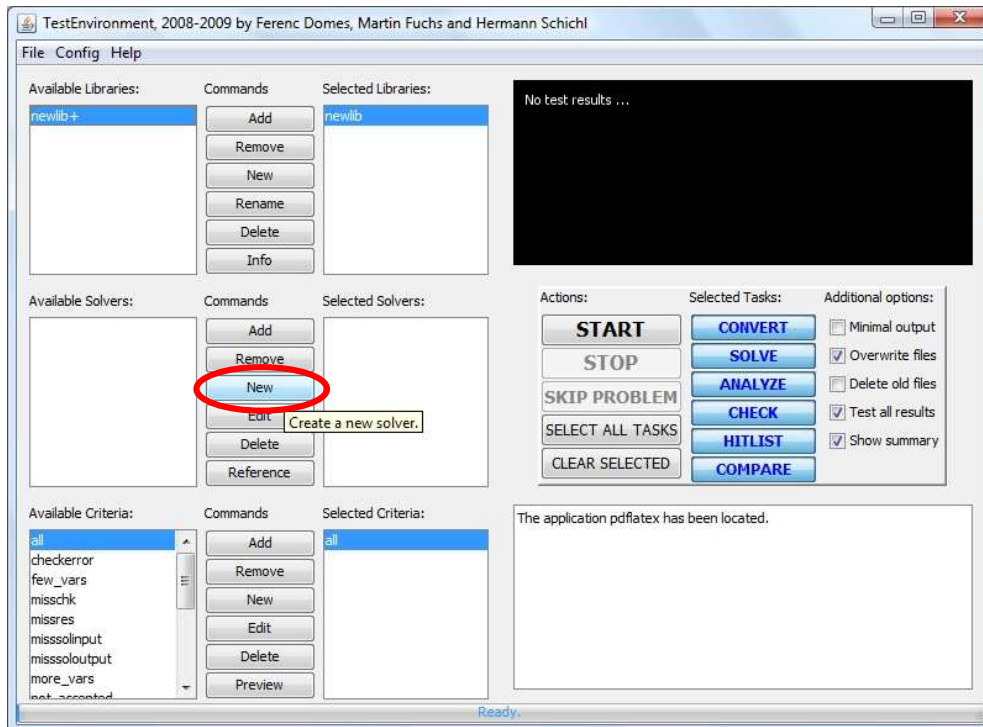 TestEnvironment, 2008-2009 by Ferenc Domes, Martin Fuchs and Hermann Schichl
File Config Help
Available Libraries:
newlib+
Commands
Add
Remove
New
Rename
Delete
Info
Selected Libraries:
newlib
No test results ...
Available Solvers:
Commands
Add
Remove
New
Edit
Create a new solver.
Delete
Reference
Selected Solvers:
Actions:
START
STOP
SKIP PROBLEM
SELECT ALL TASKS
CLEAR SELECTED
Selected Tasks:
CONVERT
SOLVE
ANALYZE
CHECK
HITLIST
COMPARE
Additional options:
Minimal output
Overwrite files
Delete old files
Test all results
Show summary
Available Criteria:
all
checkerror
few_vars
misschk
missres
misssolinput
misssoloutput
more_vars
not_accepted
Commands
Add
Remove
New
Edit
Delete
Preview
Selected Criteria:
all
The application pdflatex has been located.
Ready.